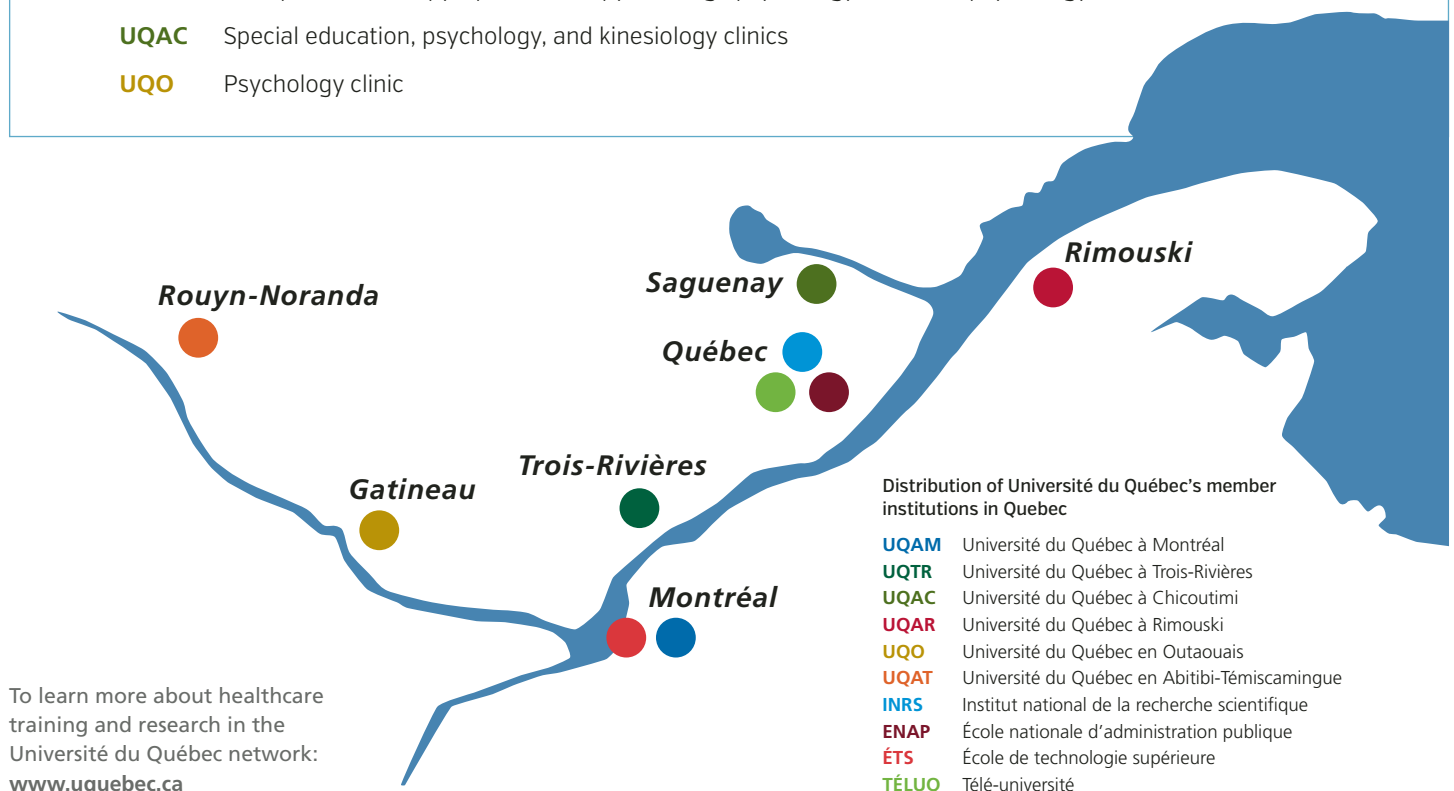 UQAC Special education, psychology, and kinesiology clinics
UQO Psychology clinic
Rimouski
Saguenay
Rouyn-Noranda
Québec
Trois-Rivières
Gatineau
Montréal
Distribution of Université du Québec's member
institutions in Quebec
UQAM Université du Québec à Montréal
UQTR Université du Québec à Trois-Rivières
UQAC Université du Québec à Chicoutimi
UQAR Université du Québec à Rimouski
UQO Université du Québec en Outaouais
UQAT Université du Québec en Abitibi-Témiscamingue
INRS Institut national de la recherche scientifique
ENAP École nationale d'administration publique
ÉTS École de technologie supérieure
TÉLUQ Télé-université
To learn more about healthcare
training and research in the
Université du Québec network:
www.uquebec.ca